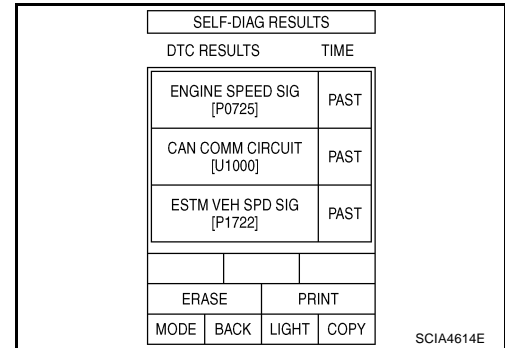 SELF-DIAG RESULTS
DTC RESULTS TIME
ENGINE SPEED SIG
[P0725] PAST
CAN COMM CIRCUIT
[U1000] PAST
ESTM VEH SPD SIG
[P1722] PAST
ERASE PRINT
MODE BACK LIGHT COPY
SCIA4614E